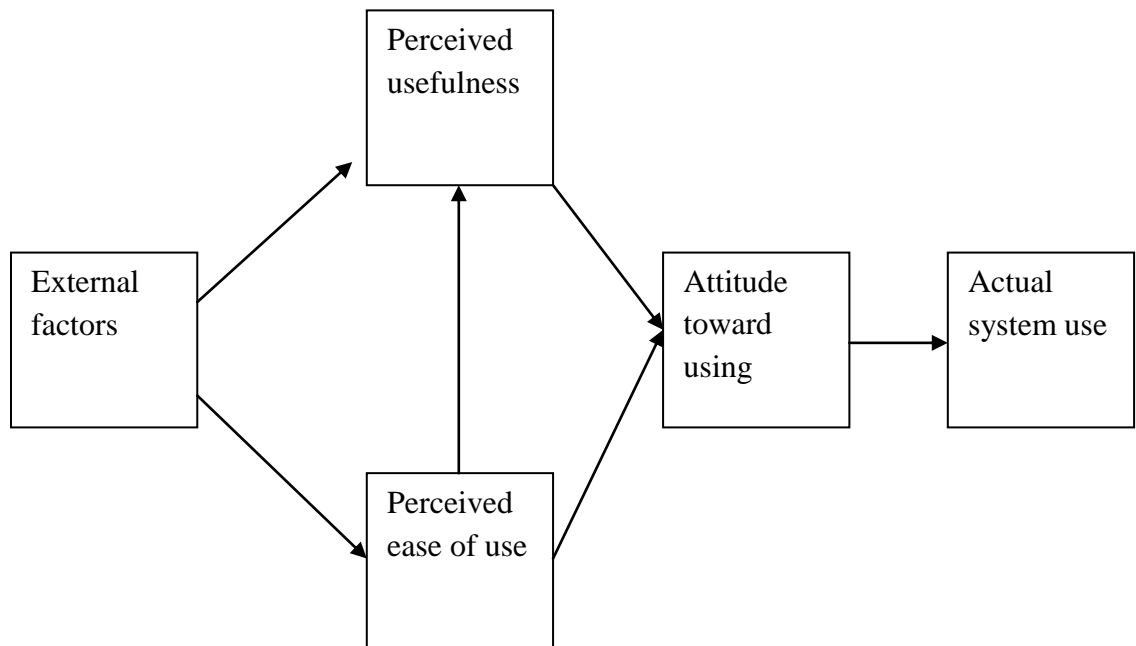 Perceived
usefulness
External
factors
Attitude
toward
using
Actual
system use
Perceived
ease of use